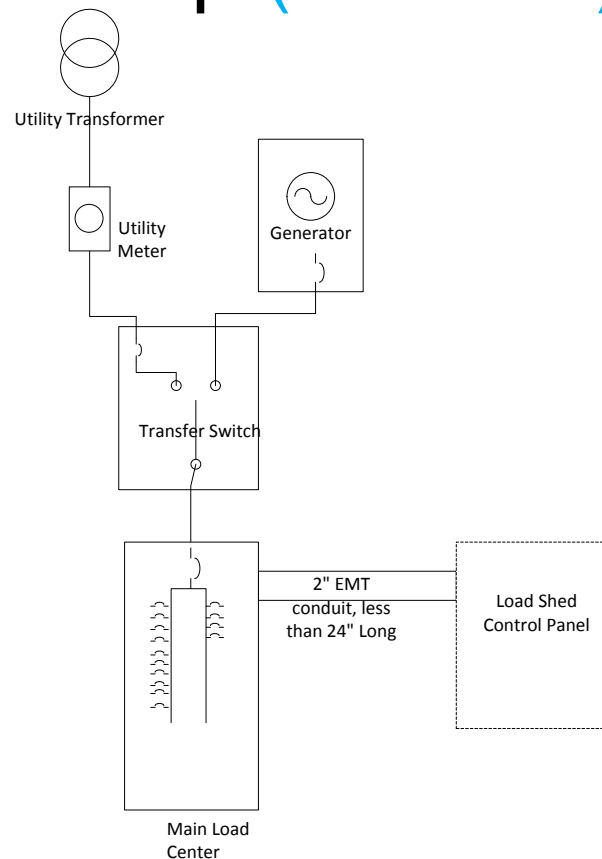 Utility Transformer
Utility
Meter
Generator
Transfer Switch
2" EMT
conduit, less
than 24" Long
Load Shed
Control Panel
Main Load
Center